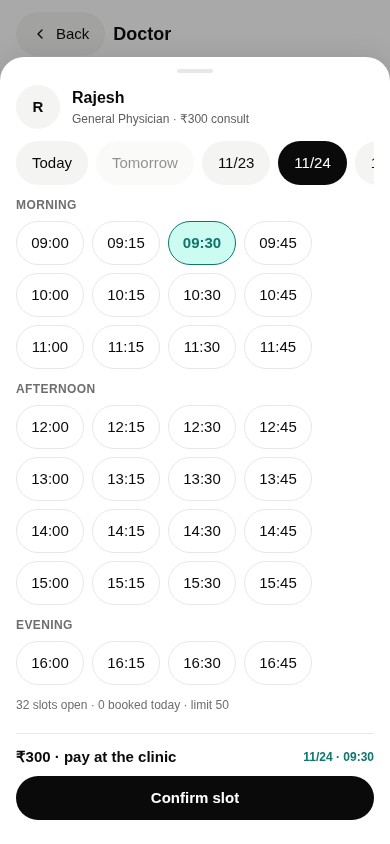 Back Doctor
R
Rajesh
General Physician · ₹300 consult
Today Tomorrow 11/23 11/24
MORNING
09:00 09:15 09:30 09:45
10:00 10:15 10:30 10:45
11:00 11:15 11:30 11:45
AFTERNOON
12:00 12:15 12:30 12:45
13:00 13:15 13:30 13:45
14:00 14:15 14:30 14:45
15:00 15:15 15:30 15:45
EVENING
16:00 16:15 16:30 16:45
32 slots open · 0 booked today · limit 50
₹300 · pay at the clinic 11/24 · 09:30
Confirm slot